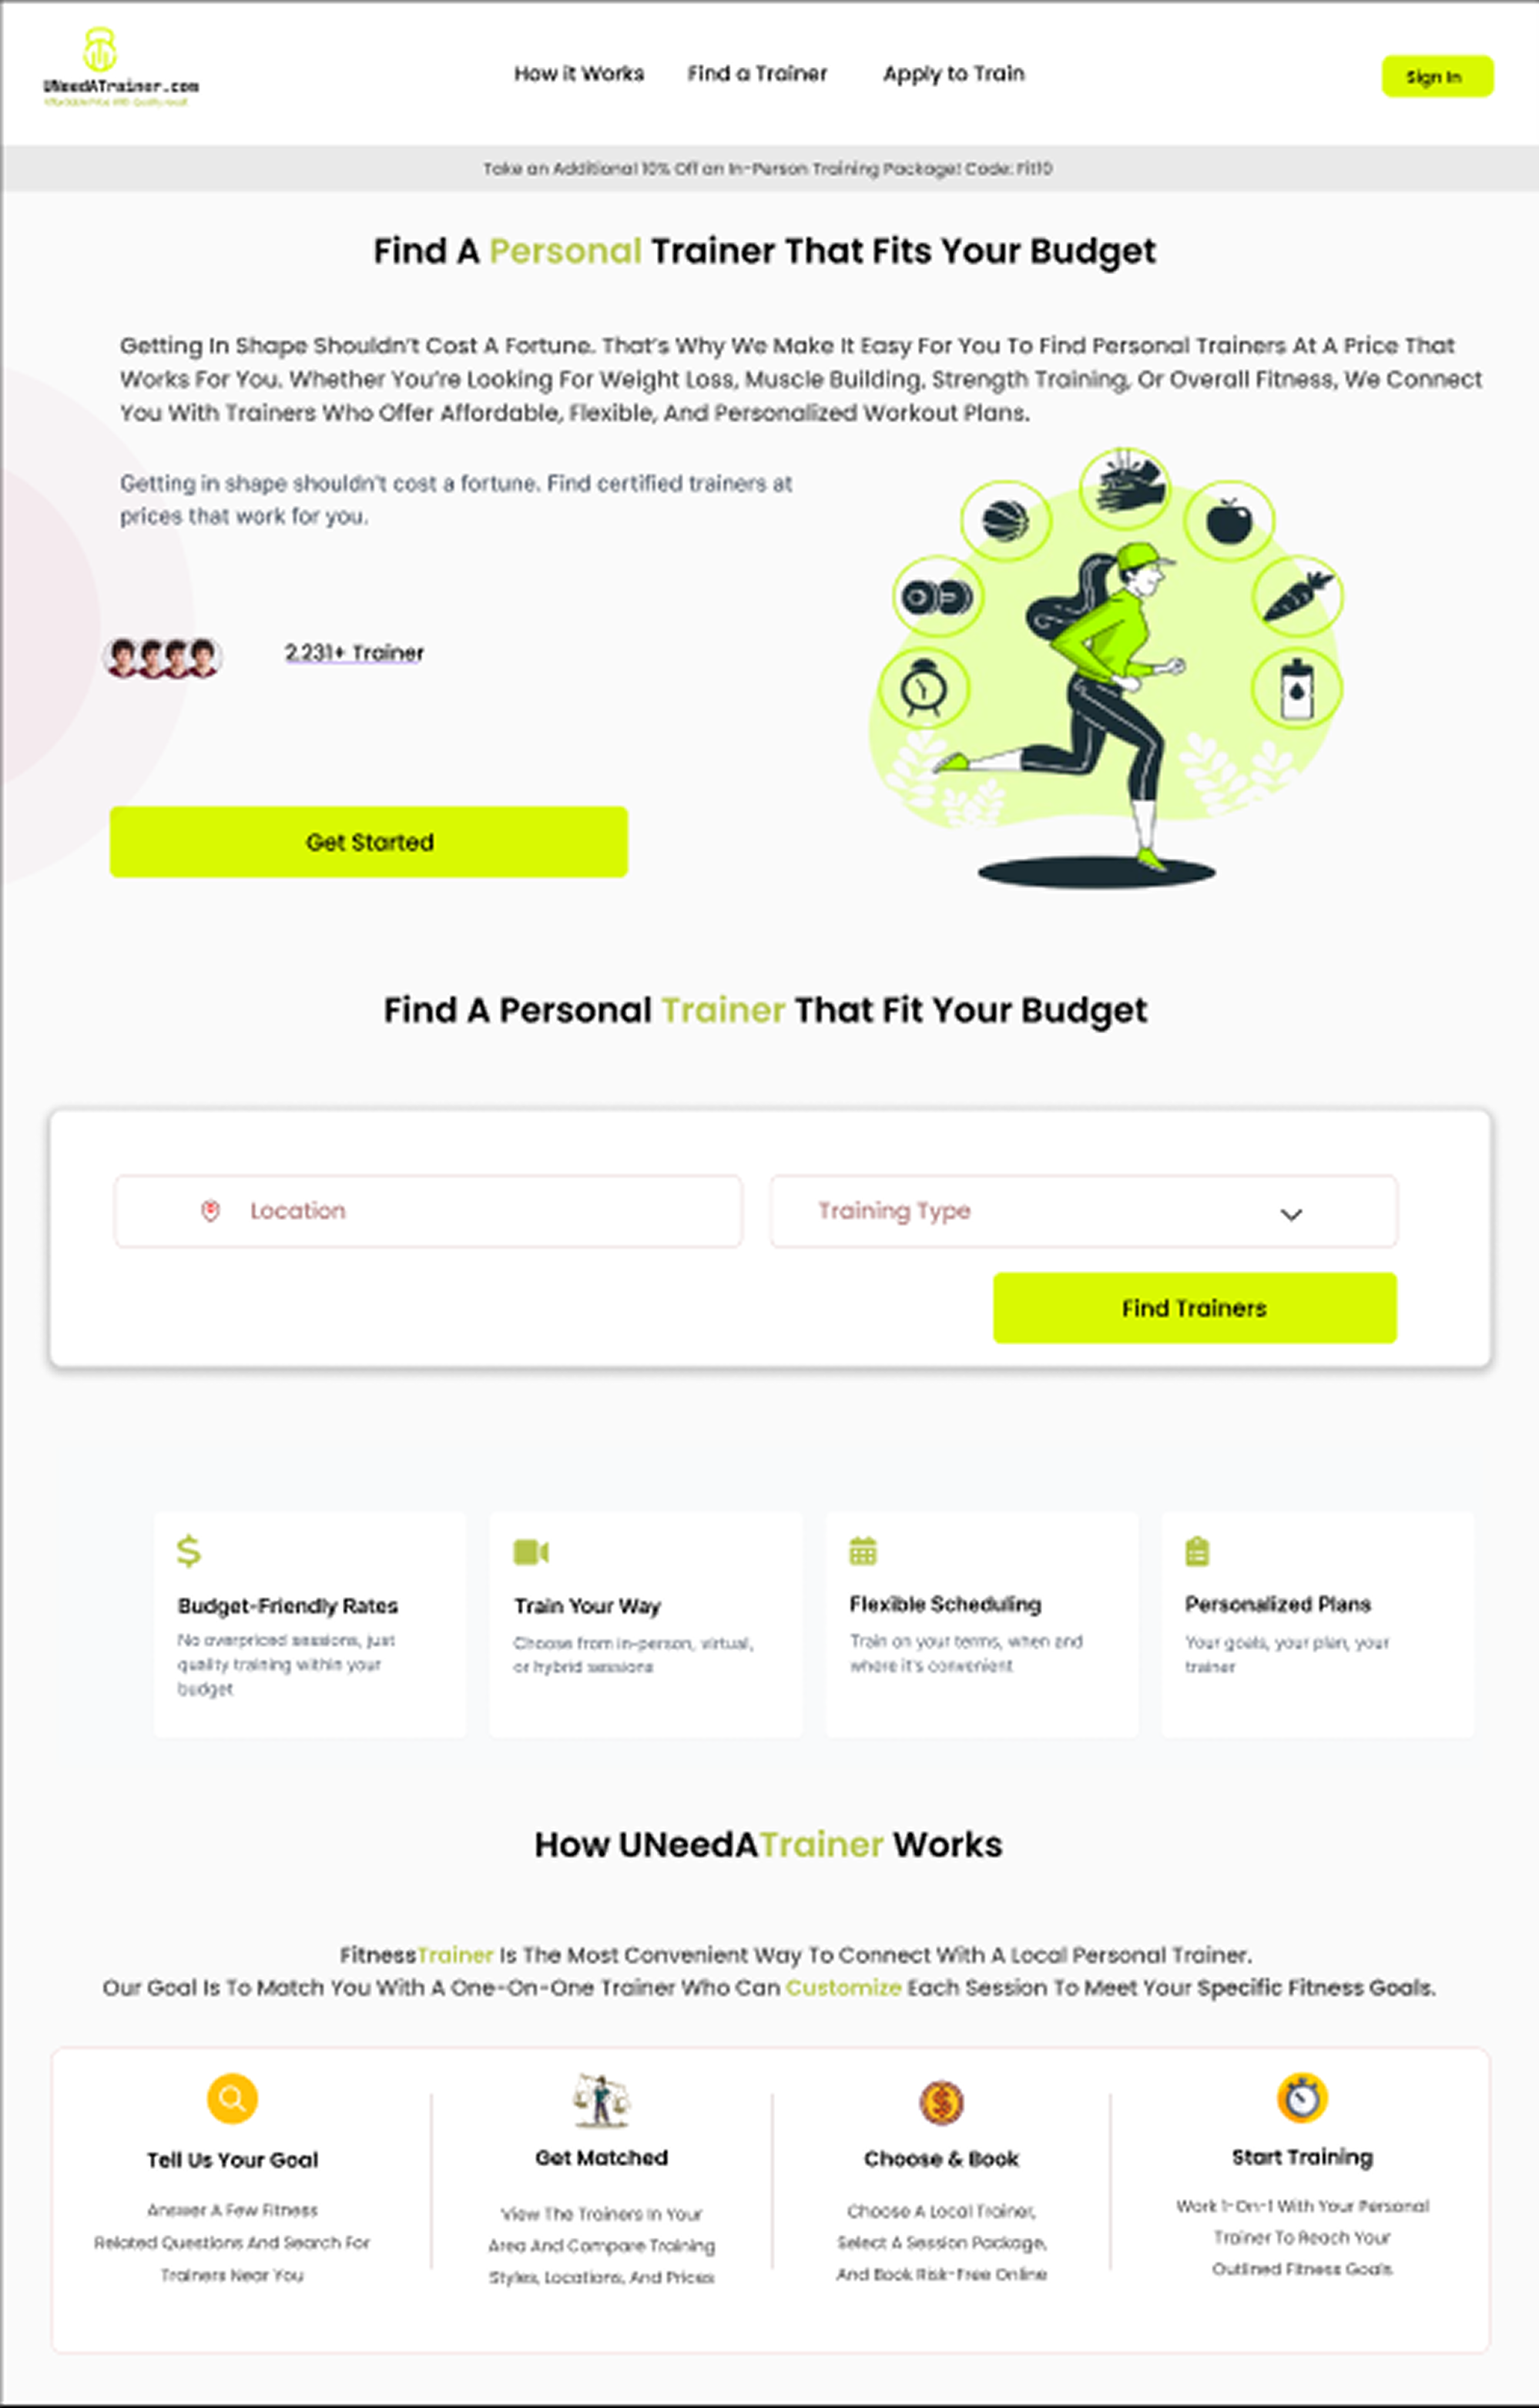 UNeedATrainer.com
Affordable Price With Quality Result
How it Works
Find a Trainer
Apply to Train
Sign In
Take an Additional 10% Off an In-Person Training Package! Code: Fit10
Find A Personal Trainer That Fits Your Budget
Getting In Shape Shouldn't Cost A Fortune. That's Why We Make It Easy For You To Find Personal Trainers At A Price That
Works For You. Whether You're Looking For Weight Loss, Muscle Building, Strength Training, Or Overall Fitness, We Connect
You With Trainers Who Offer Affordable, Flexible, And Personalized Workout Plans.
Getting in shape shouldn't cost a fortune. Find certified trainers at
prices that work for you.
2,231+ Trainer
Get Started
Find A Personal Trainer That Fit Your Budget
Location
Training Type
Find Trainers
Budget-Friendly Rates
No overpriced sessions, just
quality training within your
budget
Train Your Way
Choose from in-person, virtual,
or hybrid sessions
Flexible Scheduling
Train on your terms, when and
where it's convenient
Personalized Plans
Your goals, your plan, your
trainer
How UNeedATrainer Works
FitnessTrainer Is The Most Convenient Way To Connect With A Local Personal Trainer.
Our Goal Is To Match You With A One-On-One Trainer Who Can Customize Each Session To Meet Your Specific Fitness Goals.
Tell Us Your Goal
Answer A Few Fitness
Related Questions And Search For
Trainers Near You
Get Matched
View The Trainers In Your
Area And Compare Training
Styles, Locations, And Prices
Choose & Book
Choose A Local Trainer,
Select A Session Package,
And Book Risk-Free Online
Start Training
Work 1-On-1 With Your Personal
Trainer To Reach Your
Outlined Fitness Goals